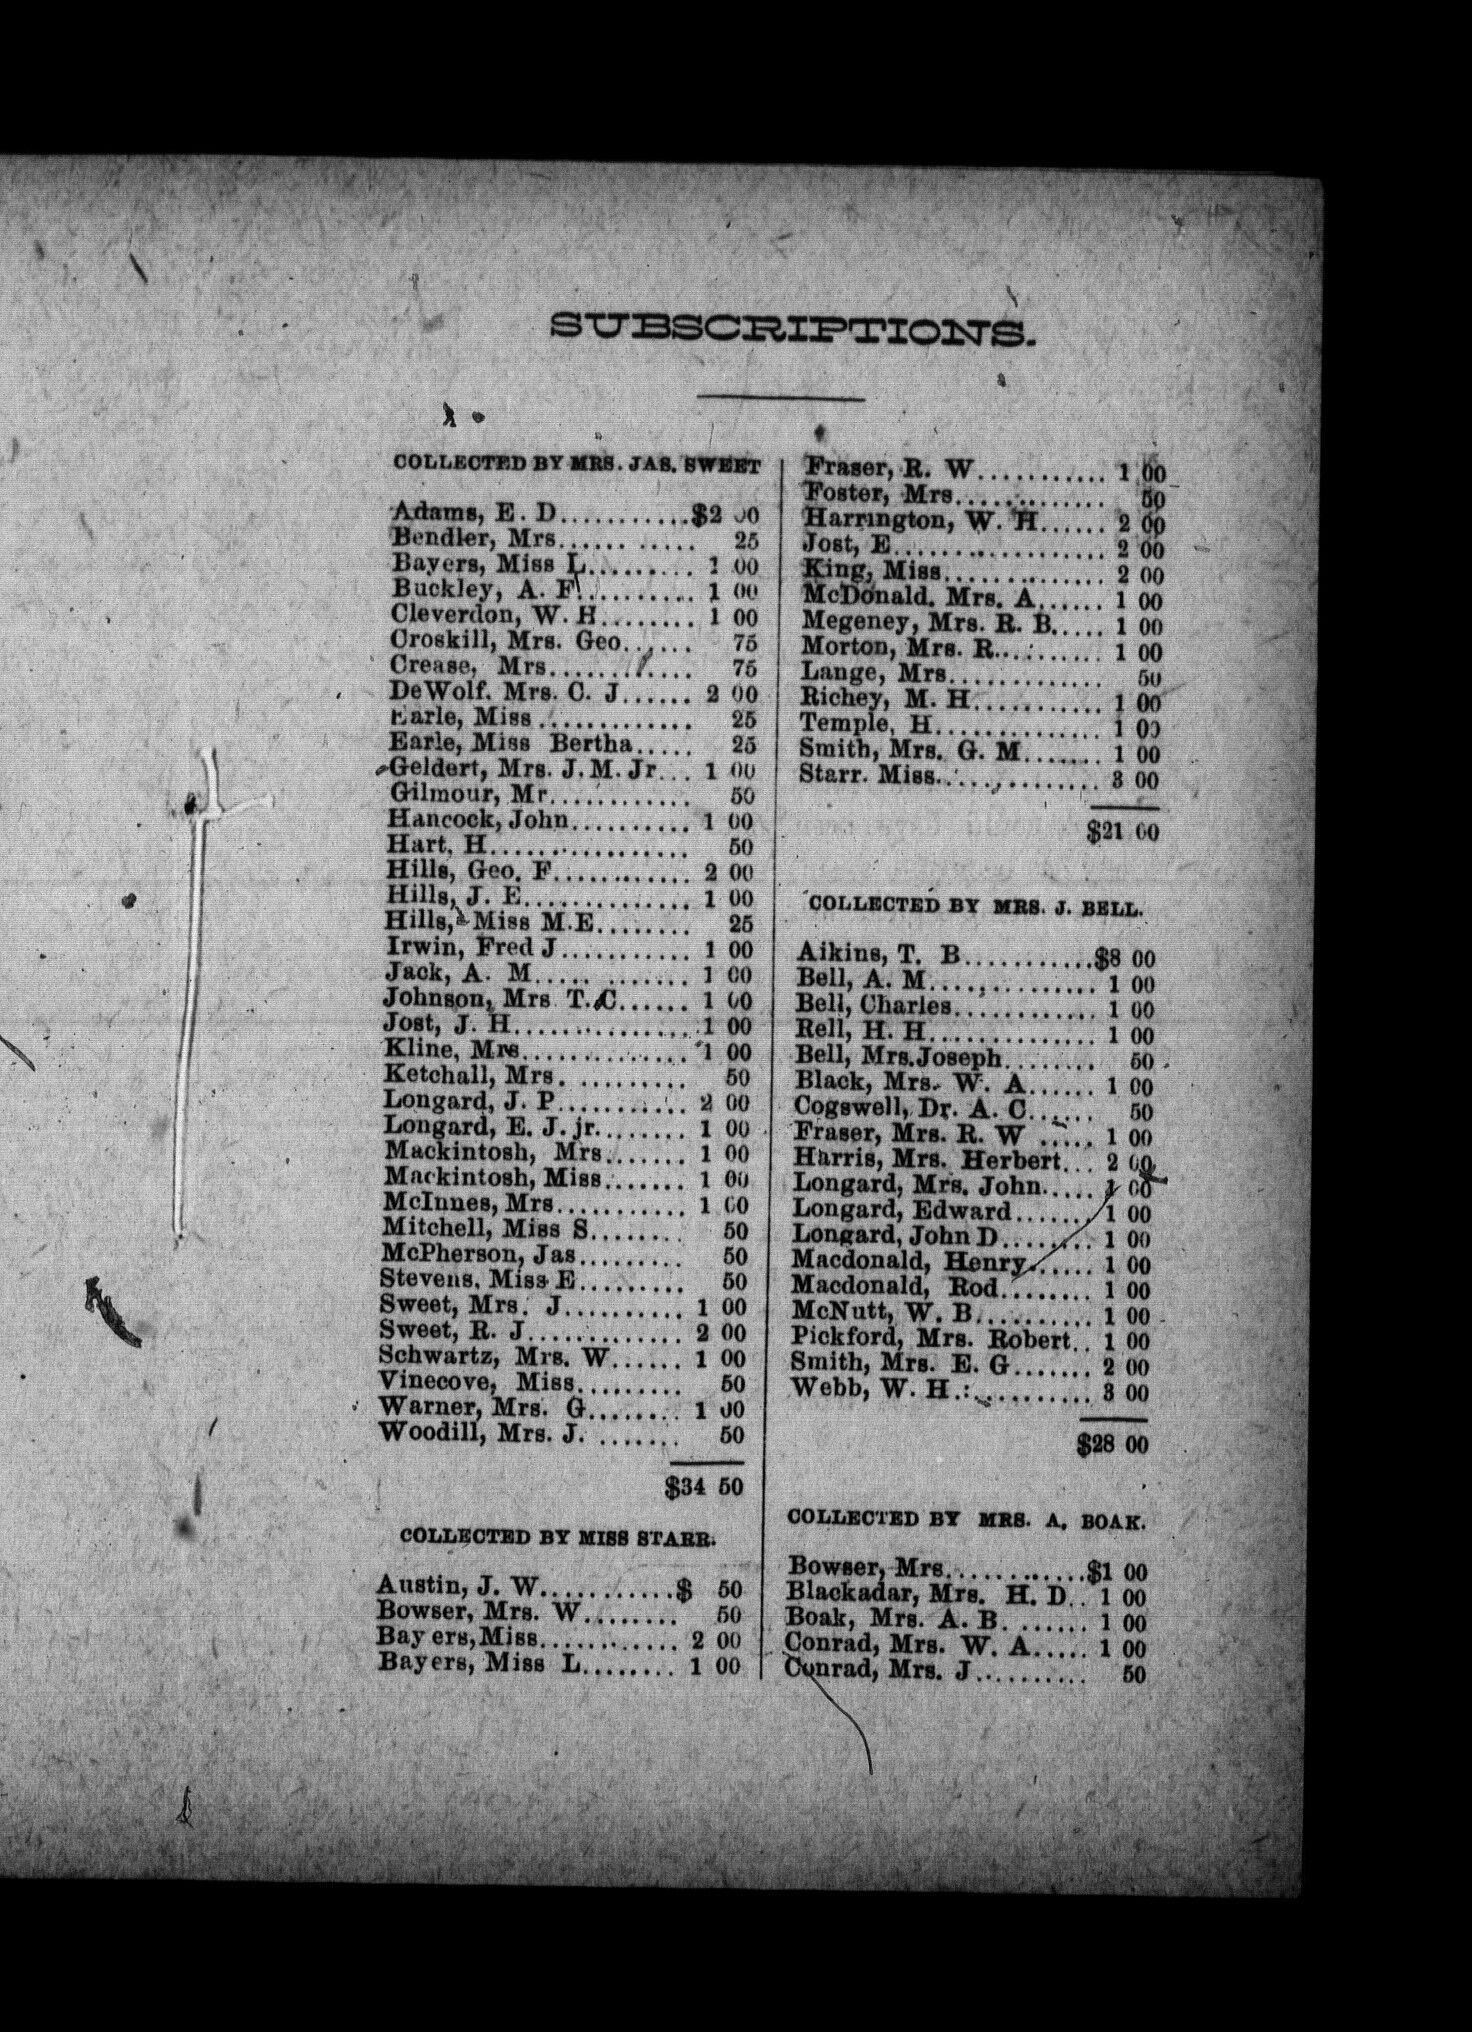 SUBSCRIPTIONS.
COLLECTED BY MRS. JAS. SWEET
Adams, E. D...........$2 00
Bendler, Mrs...... ..... 25
Bayers, Miss L......... 1 00
Buckley, A. F.......... 1 00
Cleverdon, W. H........ 1 00
Croskill, Mrs. Geo...... 75
Crease, Mrs............ 75
DeWolf. Mrs. C. J...... 2 00
Earle, Miss............. 25
Earle, Miss Bertha..... 25
Geldert, Mrs. J. M. Jr... 1 00
Gilmour, Mr............ 50
Hancock, John.......... 1 00
Hart, H................. 50
Hills, Geo. F........... 2 00
Hills, J. E.............. 1 00
Hills, Miss M.E........ 25
Irwin, Fred J........... 1 00
Jack, A. M..... ....... 1 00
Johnson, Mrs T. C...... 1 00
Jost, J. H............... 1 00
Kline, Mrs.............. 1 00
Ketchall, Mrs. ......... 50
Longard, J. P........... 2 00
Longard, E. J. jr........ 1 00
Mackintosh, Mrs....... 1 00
Mackintosh, Miss....... 1 00
McInnes, Mrs........... 1 00
Mitchell, Miss S........ 50
McPherson, Jas......... 50
Stevens, Miss E......... 50
Sweet, Mrs. J.......... 1 00
Sweet, R. J............. 2 00
Schwartz, Mrs. W...... 1 00
Vinecove, Miss......... 50
Warner, Mrs. G........ 1 00
Woodill, Mrs. J. ....... 50
$34 50
COLLECTED BY MISS STARR.
Austin, J. W...........$ 50
Bowser, Mrs. W........ 50
Bayers, Miss............ 2 00
Bayers, Miss L........ 1 00
Fraser, R. W........... 1 00
Foster, Mrs............. 50
Harrington, W. H...... 2 00
Jost, E.................. 2 00
King, Miss.............. 2 00
McDonald. Mrs. A...... 1 00
Megeney, Mrs. R. B..... 1 00
Morton, Mrs. R.......... 1 00
Lange, Mrs............. 50
Richey, M. H........... 1 00
Temple, H.............. 1 00
Smith, Mrs. G. M....... 1 00
Starr. Miss.............. 3 00
$21 00
COLLECTED BY MRS. J. BELL.
Aikins, T. B...........$8 00
Bell, A. M............... 1 00
Bell, Charles............ 1 00
Rell, H. H.............. 1 00
Bell, Mrs. Joseph........ 50
Black, Mrs. W. A...... 1 00
Cogswell, Dr. A. C...... 50
Fraser, Mrs. R. W ..... 1 00
Harris, Mrs. Herbert... 2 00
Longard, Mrs. John..... 1 00
Longard, Edward....... 1 00
Longard, John D........ 1 00
Macdonald, Henry...... 1 00
Macdonald, Rod........ 1 00
McNutt, W. B.......... 1 00
Pickford, Mrs. Robert.. 1 00
Smith, Mrs. E. G....... 2 00
Webb, W. H.:.......... 3 00
$28 00
COLLECTED BY MRS. A. BOAK.
Bowser, Mrs............$1 00
Blackadar, Mrs. H. D.. 1 00
Boak, Mrs. A. B. ...... 1 00
Conrad, Mrs. W. A..... 1 00
Conrad, Mrs. J.......... 50